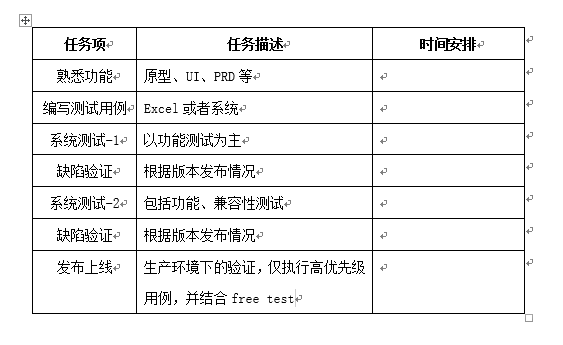 任务项 任务描述 时间安排
熟悉功能 原型、UI、PRD 等
编写测试用例 Excel 或者系统
系统测试-1 以功能测试为主
缺陷验证 根据版本发布情况
系统测试-2 包括功能、兼容性测试
缺陷验证 根据版本发布情况
发布上线 生产环境下的验证，仅执行高优先级
用例，并结合 free test